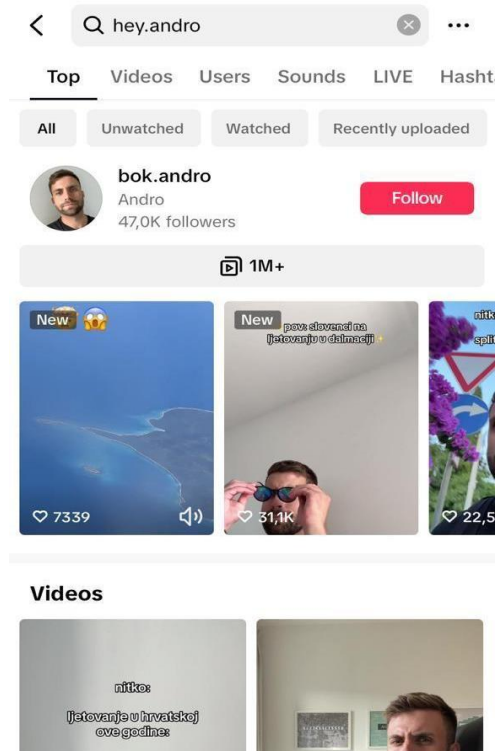 hey.andro
Top Videos Users Sounds LIVE Hasht
All Unwatched Watched Recently uploaded
bok.andro
Andro
47,0K followers
Follow
1M+
New
7339
New
pov: slovenci na
ljetovanju u dalmaciji
31,1K
nitk
split
22,5
Videos
nitko:
ljetovanje u hrvatskoj
ove godine: